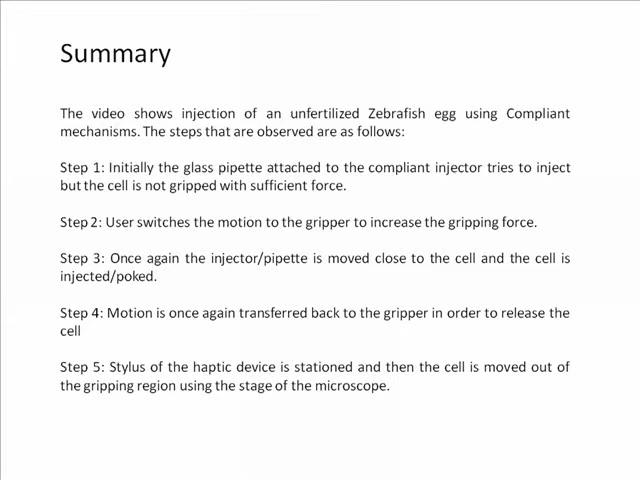 Summary
The video shows injection of an unfertilized Zebrafish egg using Compliant
mechanisms. The steps that are observed are as follows:
Step 1: Initially the glass pipette attached to the compliant injector tries to inject
but the cell is not gripped with sufficient force.
Step 2: User switches the motion to the gripper to increase the gripping force.
Step 3: Once again the injector/pipette is moved close to the cell and the cell is
injected/poked.
Step 4: Motion is once again transferred back to the gripper in order to release the
cell
Step 5: Stylus of the haptic device is stationed and then the cell is moved out of
the gripping region using the stage of the microscope.